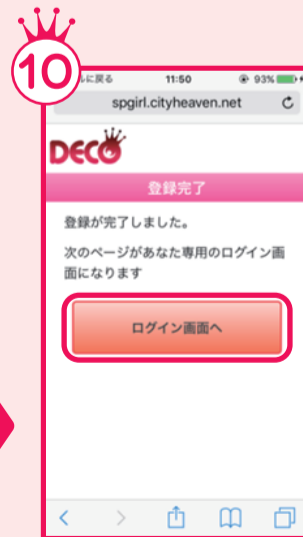 10
に戻る 11:50 93%
spgirl.cityheaven.net
DECO
登録完了
登録が完了しました。
次のページがあなた専用のログイン画
面になります
ログイン画面へ